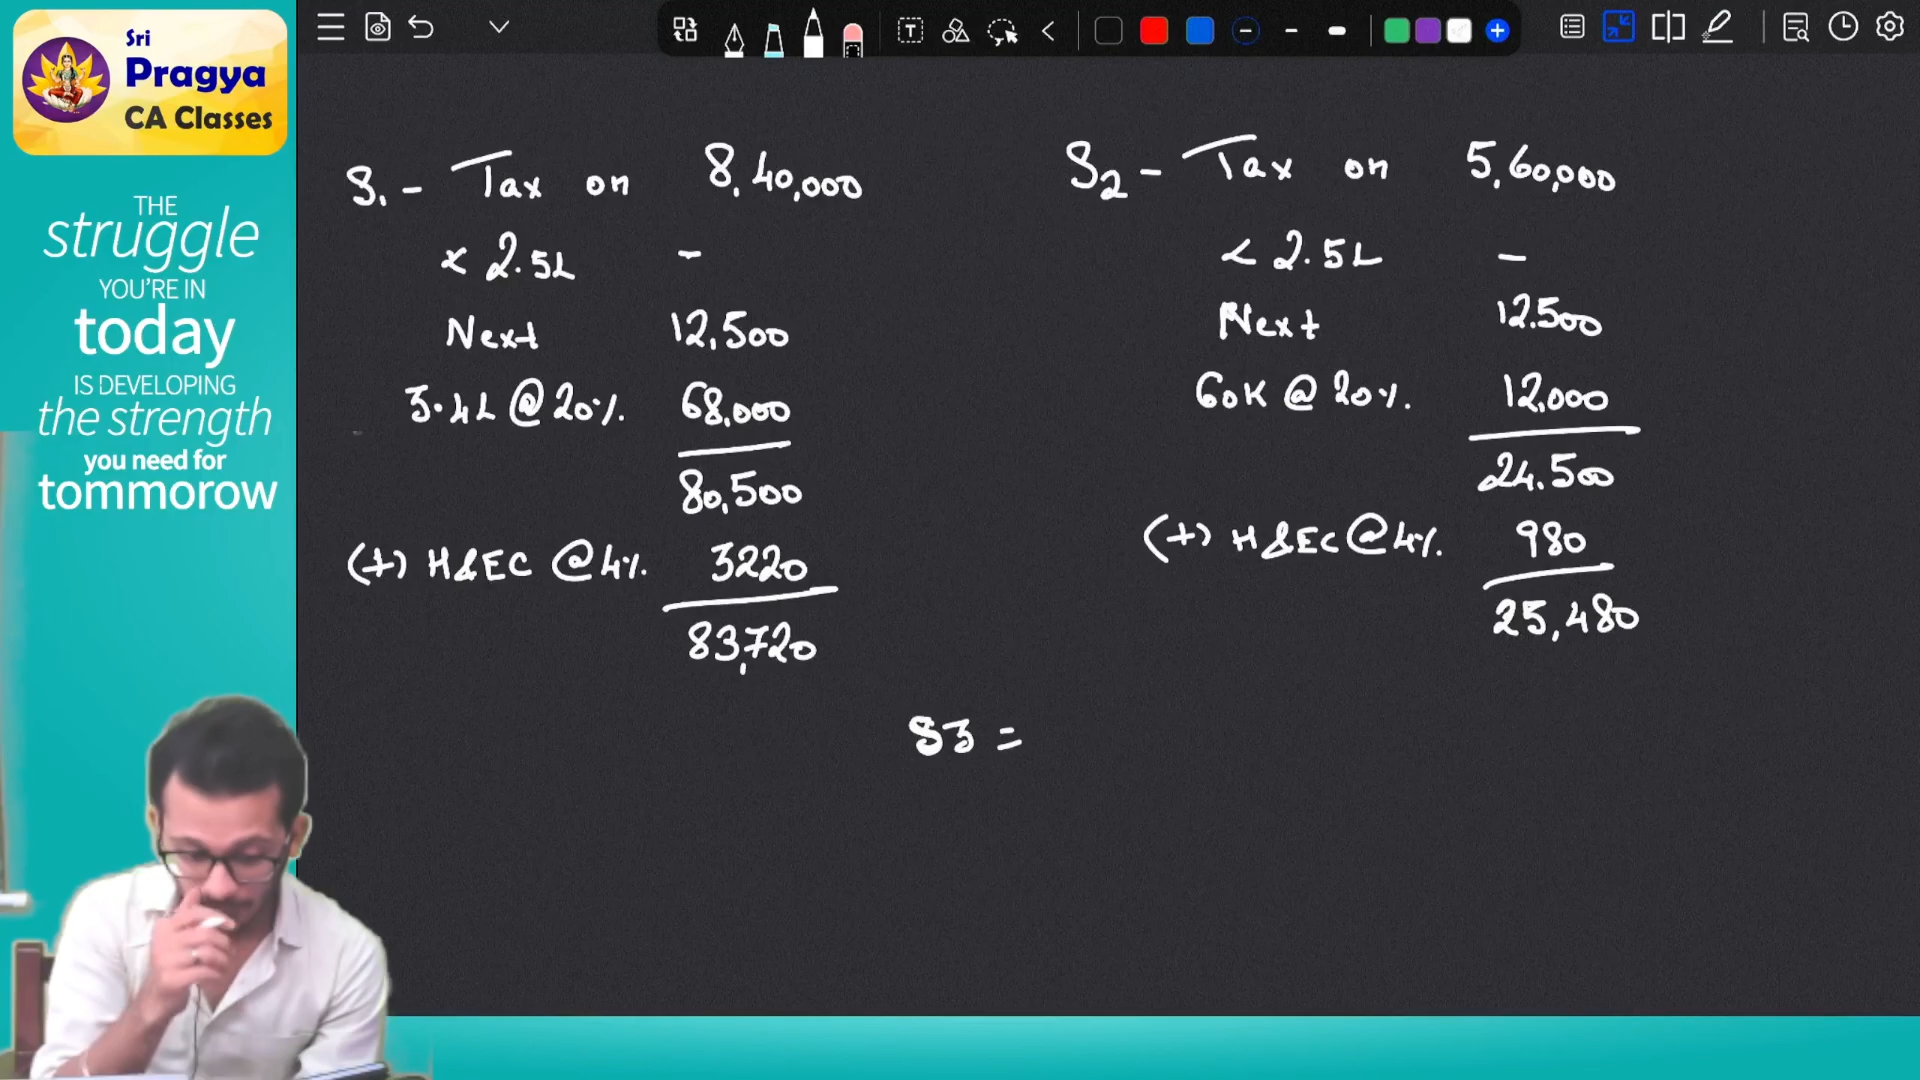 Sri
Pragya
CA Classes
THE
struggle
YOU'RE IN
today
IS DEVELOPING
the strength
you need for
tommorow
S1 - Tax on 8,40,000
< 2.5L -
Next 12,500
3.4L @ 20% 68,000
80,500
(+) H&EC @ 4% 3220
83,720
S2 - Tax on 5,60,000
< 2.5L -
Next 12,500
60K @ 20% 12,000
24,500
(+) H&EC @ 4% 980
25,480
S3 =